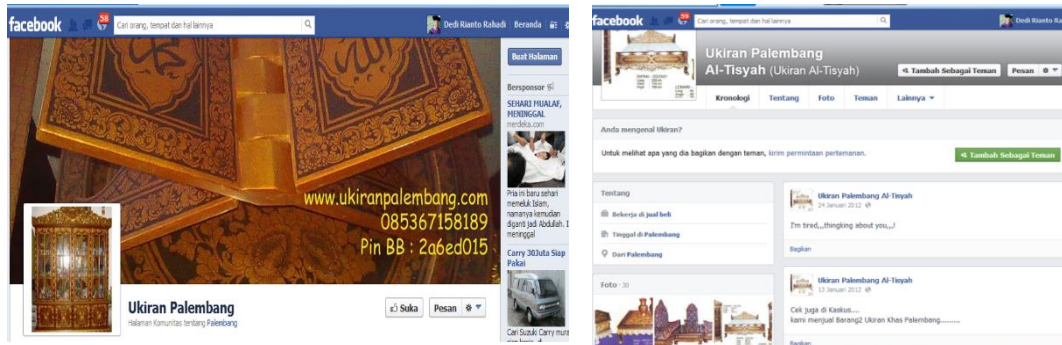 facebook
58
Cari orang, tempat dan hal lainnya
Dedi Rianto Rahadi
Beranda
Buat Halaman
Bersponsor
SEHARI MUALAF,
MENINGGAL
merdeka.com
Pria ini baru sehari
memeluk Islam,
namanya kemudian
diganti jadi Abdullah.
meninggal
Carry 30Juta Siap
Pakai
Cari Suzuki Carry mura
www.ukiranpalembang.com
085367158189
Pin BB : 2a6ed015
Ukiran Palembang
Halaman Komunitas tentang Palembang
Suka
Pesan
facebook
Cari orang, tempat dan hal lainnya
Dedi Rianto Ra
Ukiran Palembang
Al-Tisyah (Ukiran Al-Tisyah)
Tambah Sebagai Teman
Pesan
Kronologi Tentang Foto Teman Lainnya
Anda mengenal Ukiran?
Untuk melihat apa yang dia bagikan dengan teman, kirim permintaan pertemanan.
Tambah Sebagai Teman
Tentang
Bekerja di jual beli
Tinggal di Palembang
Dari Palembang
Foto · 33
Ukiran Palembang Al-Tisyah
24 Januari 2012
I'm tired,,,thingking about you,,,!
Bagikan
Ukiran Palembang Al-Tisyah
13 Januari 2012
Cek juga di Kaskus....
kami menjual Barang2 Ukiran Khas Palembang..........
Bagikan